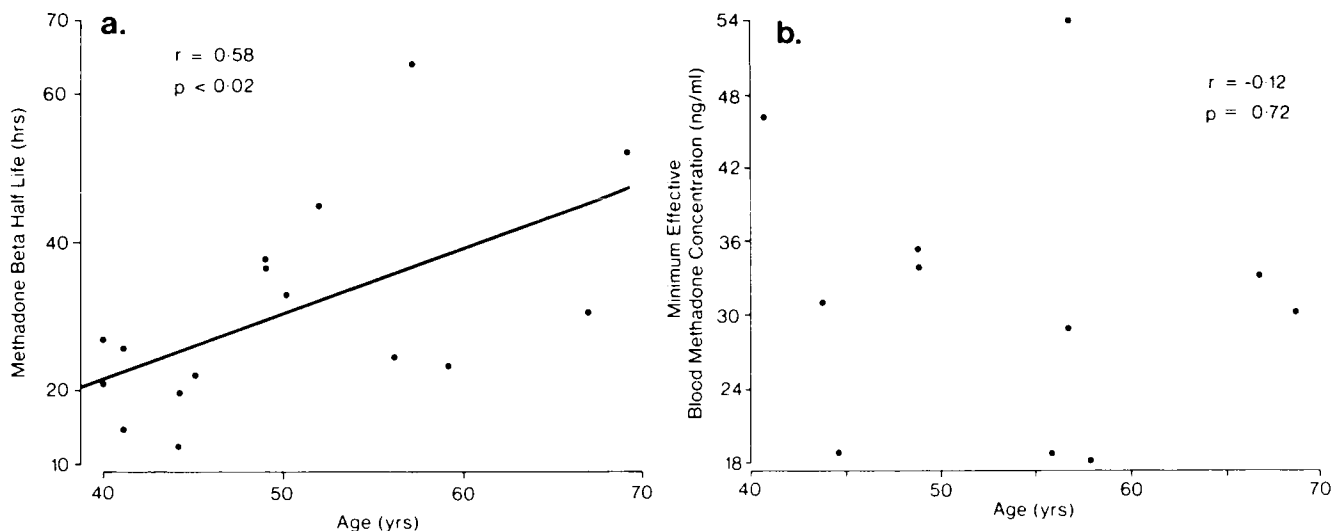 a.
r = 0·58
p < 0·02
70
60
40
20
10
Methadone Beta Half Life (hrs)
40 50 60 70
Age (yrs)
b.
r = -0·12
p = 0·72
54
48
42
36
30
24
18
Minimum Effective
Blood Methadone Concentration (ng/ml)
40 50 60 70
Age (yrs)